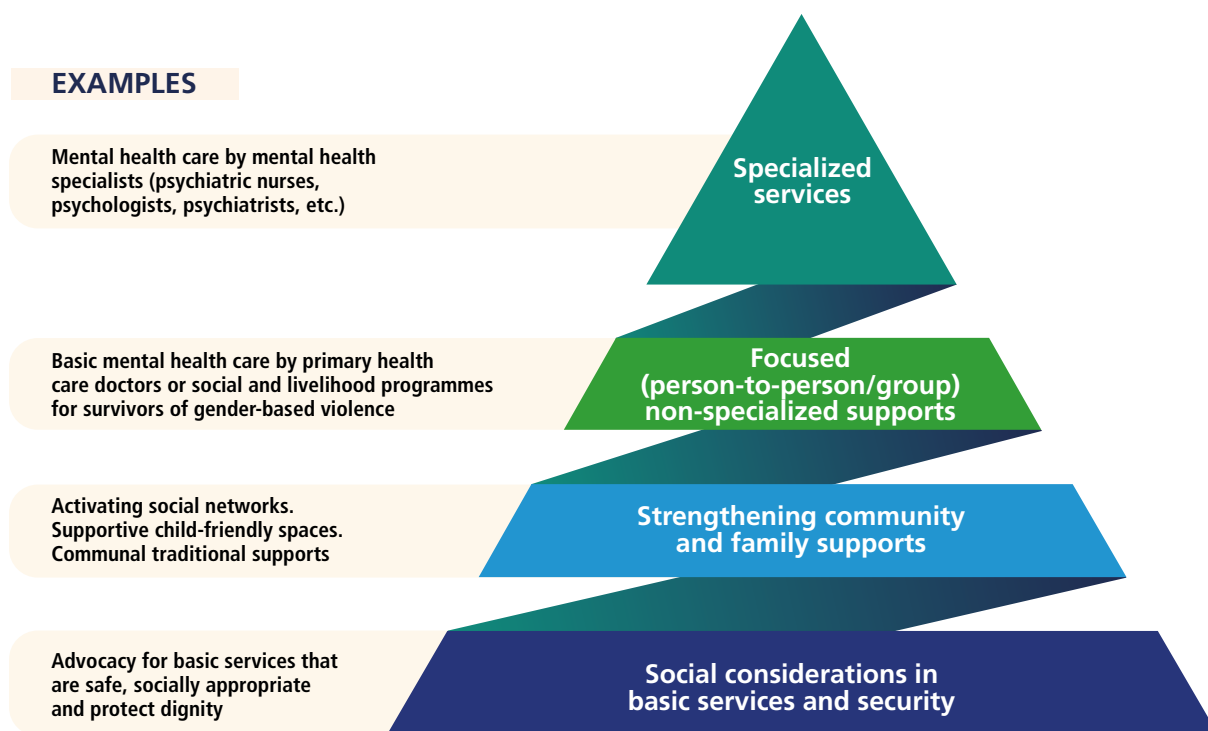 EXAMPLES
Mental health care by mental health
specialists (psychiatric nurses,
psychologists, psychiatrists, etc.)
Specialized
services
Basic mental health care by primary health
care doctors or social and livelihood programmes
for survivors of gender-based violence
Focused
(person-to-person/group)
non-specialized supports
Activating social networks.
Supportive child-friendly spaces.
Communal traditional supports
Strengthening community
and family supports
Advocacy for basic services that
are safe, socially appropriate
and protect dignity
Social considerations in
basic services and security